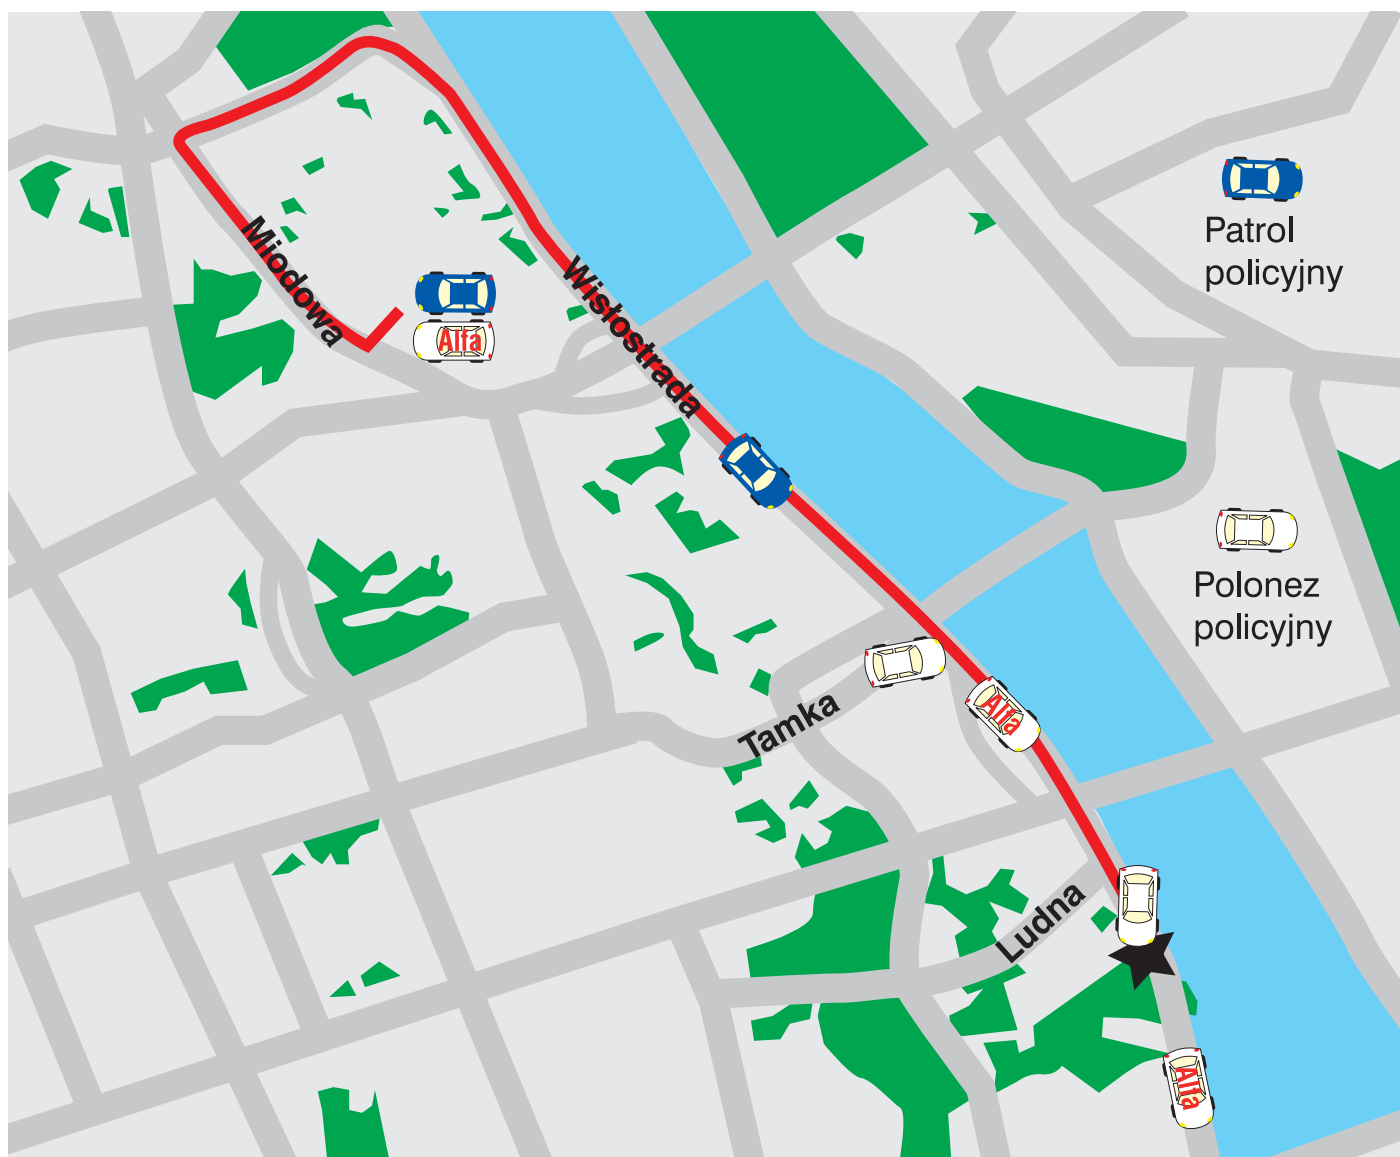 Miodowa
Alfa
Wisłostrada
Patrol
policyjny
Polonez
policyjny
Tamka
Alfa
Ludna
Alfa